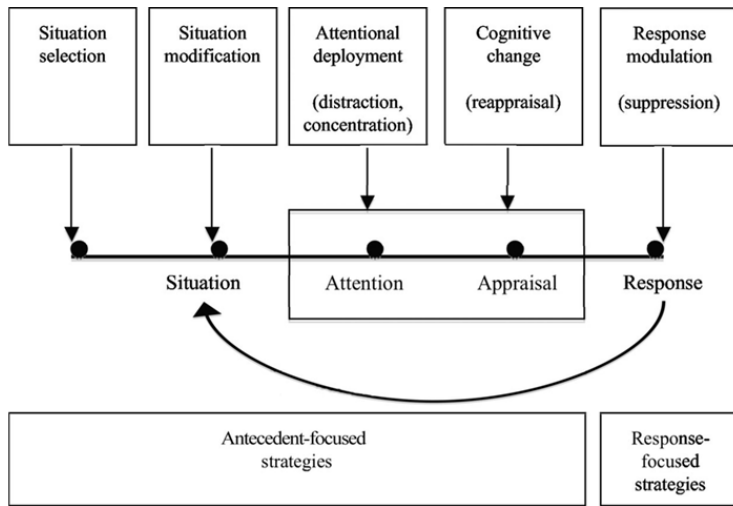 Situation
selection
Situation
modification
Attentional
deployment
(distraction,
concentration)
Cognitive
change
(reappraisal)
Response
modulation
(suppression)
Situation
Attention
Appraisal
Response
Antecedent-focused
strategies
Response-
focused
strategies